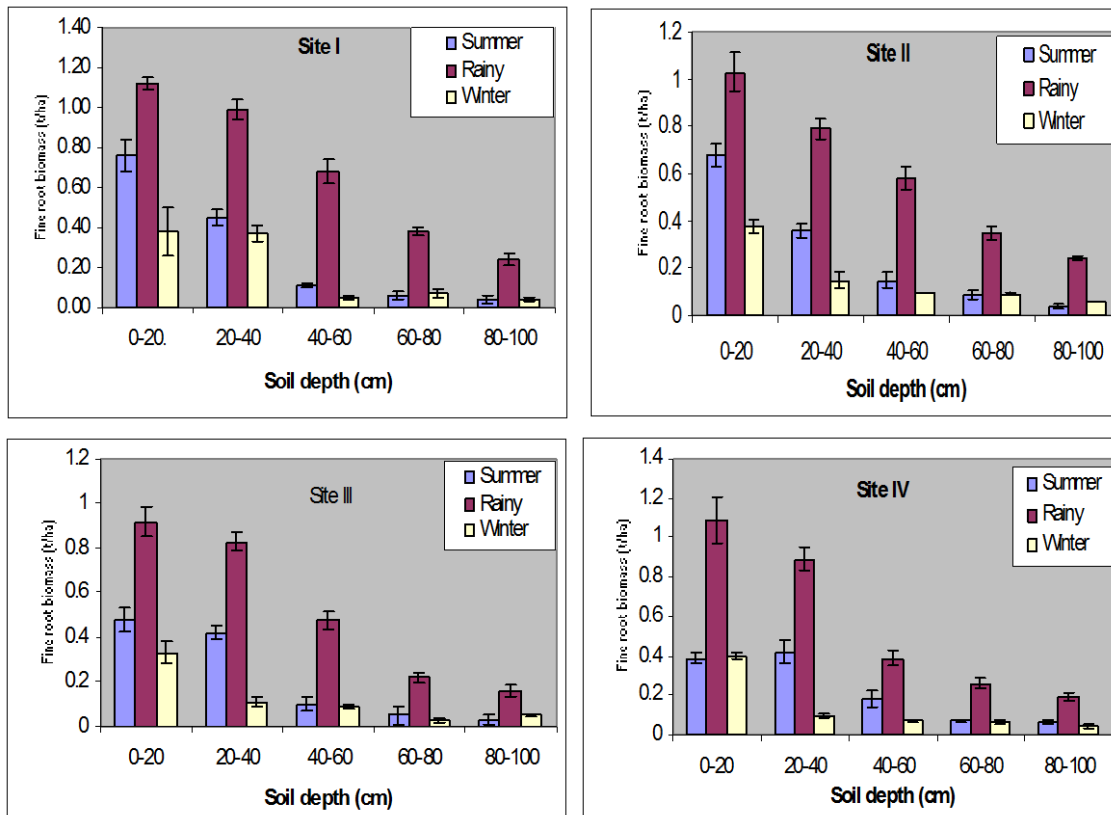 Site I
Summer
Rainy
Winter
Fine root biomass (t/ha)
1.40
1.20
1.00
0.80
0.60
0.40
0.20
0.00
0-20. 20-40 40-60 60-80 80-100
Soil depth (cm)
Site II
Summer
Rainy
Winter
Fine root biomass (t/ha)
1.2
1
0.8
0.6
0.4
0.2
0
0-20 20-40 40-60 60-80 80-100
Soil depth (cm)
Site III
Summer
Rainy
Winter
Fine root biomass (t/ha)
1.2
1
0.8
0.6
0.4
0.2
0
0-20 20-40 40-60 60-80 80-100
Soil depth (cm)
Site IV
Summer
Rainy
Winter
Fine root biomass (t/ha)
1.4
1.2
1
0.8
0.6
0.4
0.2
0
0-20 20-40 40-60 60-80 80-100
Soil depth (cm)